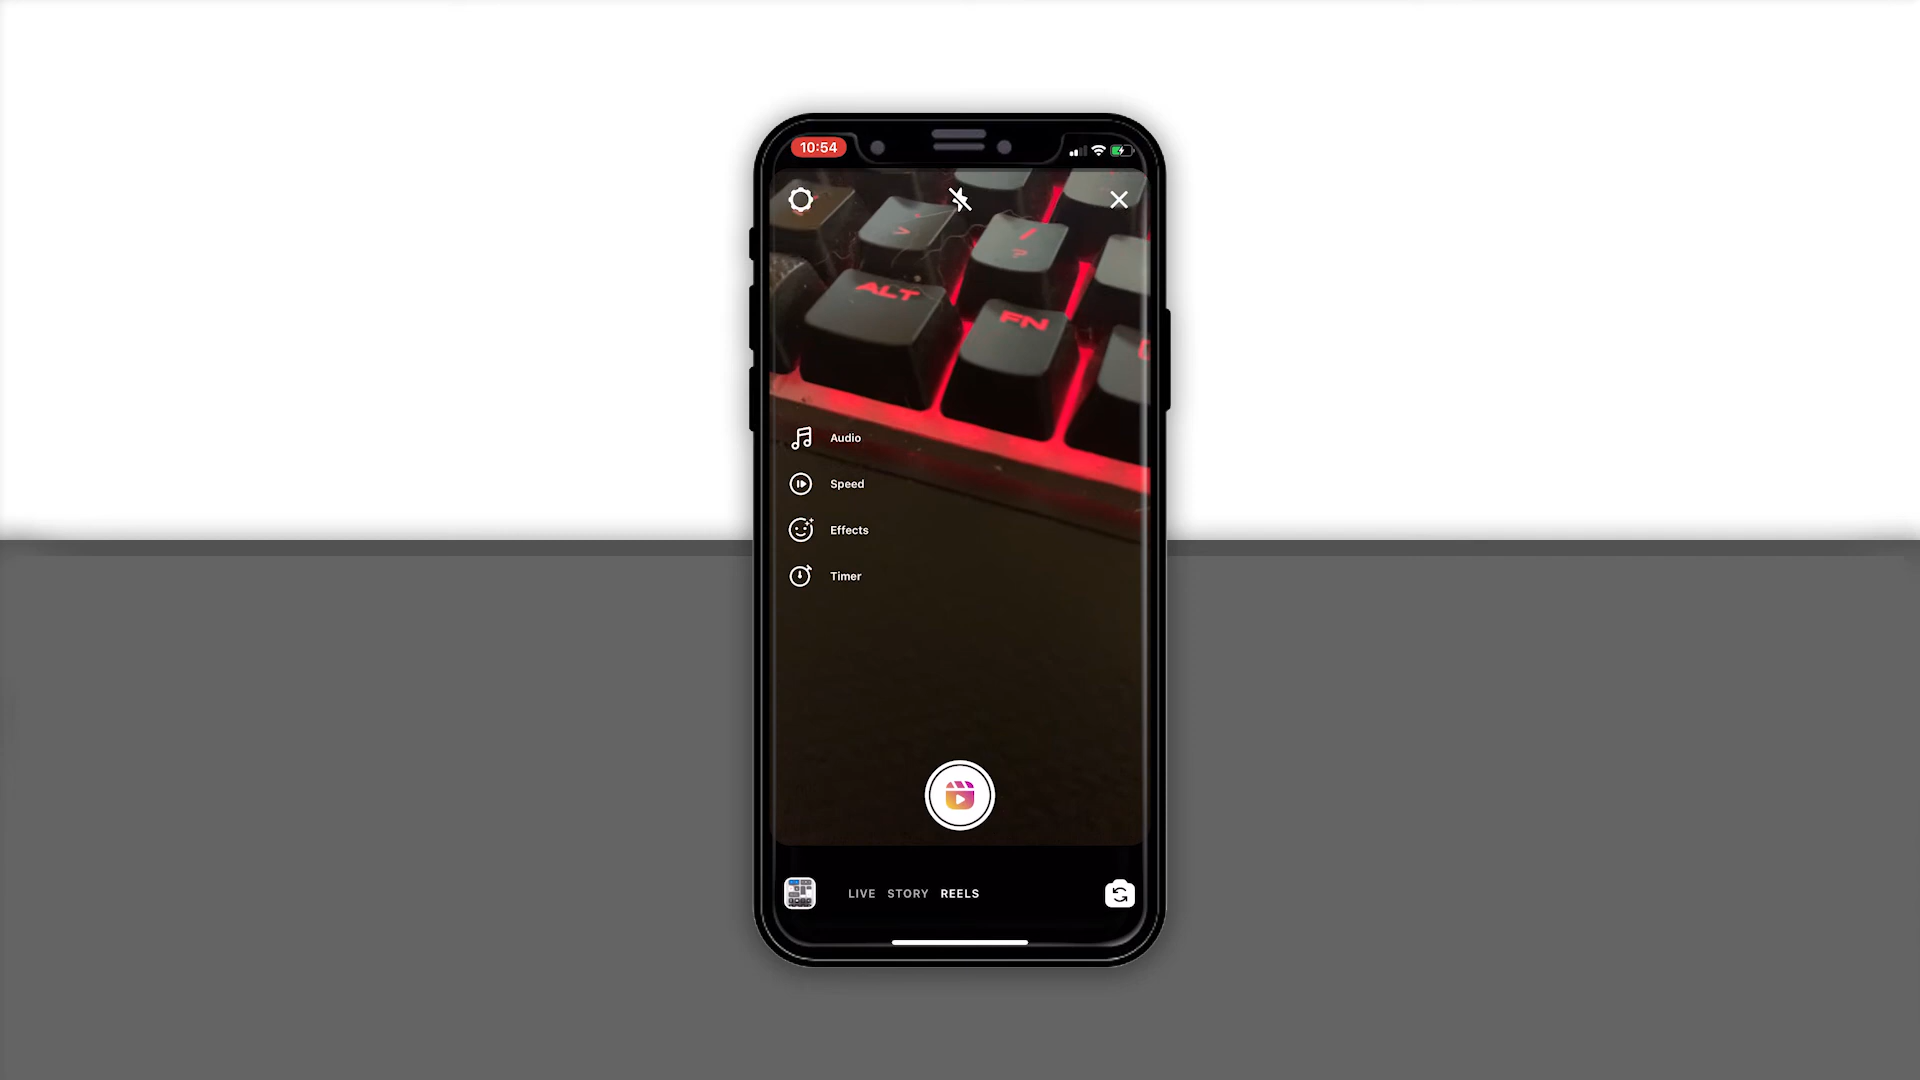 10:54
>
/
?
ALT
FN
Audio
Speed
Effects
Timer
LIVE STORY REELS